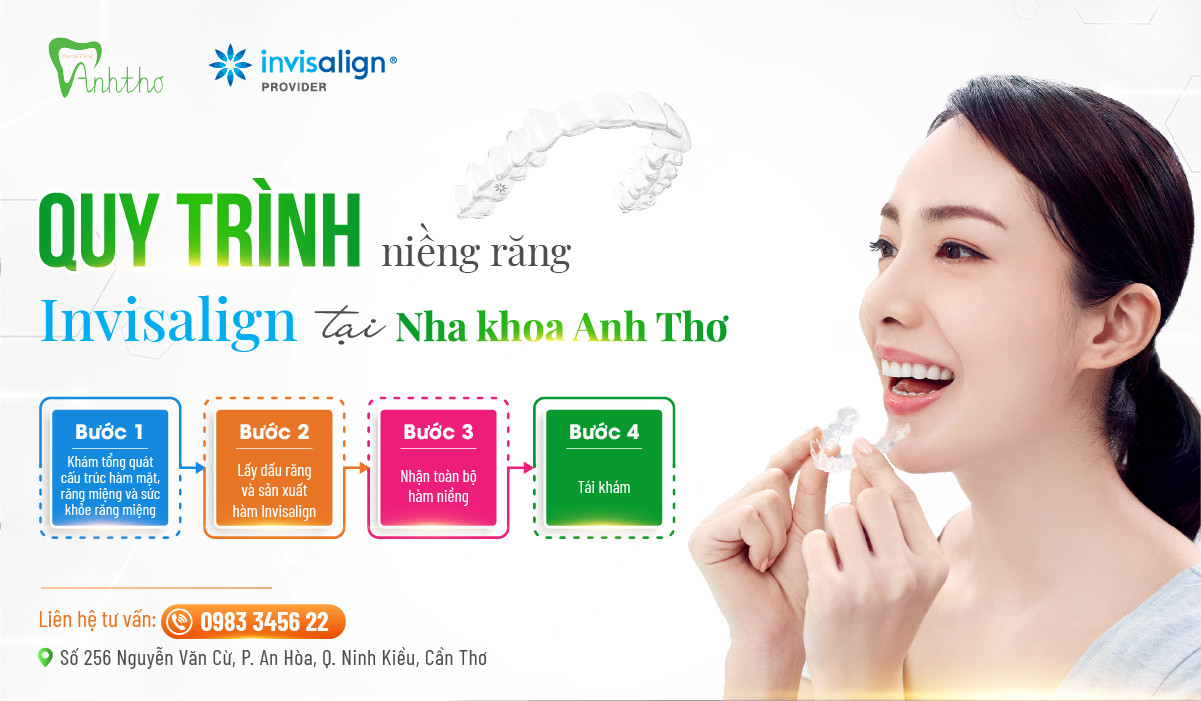 Dental Clinic
Anhthơ
invisalign®
PROVIDER
QUY TRÌNH niềng răng
Invisalign tại Nha khoa Anh Thơ
Bước 1
Khám tổng quát
cấu trúc hàm mặt,
răng miệng và sức
khỏe răng miệng
Bước 2
Lấy dấu răng
và sản xuất
hàm Invisalign
Bước 3
Nhận toàn bộ
hàm niềng
Bước 4
Tái khám
Liên hệ tư vấn: 0983 3456 22
Số 256 Nguyễn Văn Cừ, P. An Hòa, Q. Ninh Kiều, Cần Thơ